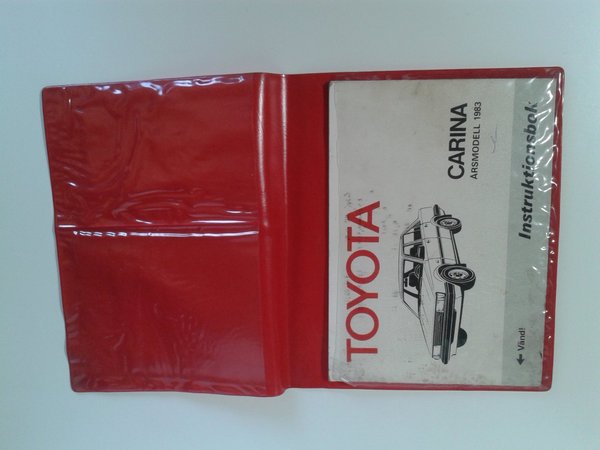 TOYOTA
CARINA
ÅRSMODELL 1983
Instruktionsbok
← Vänd!